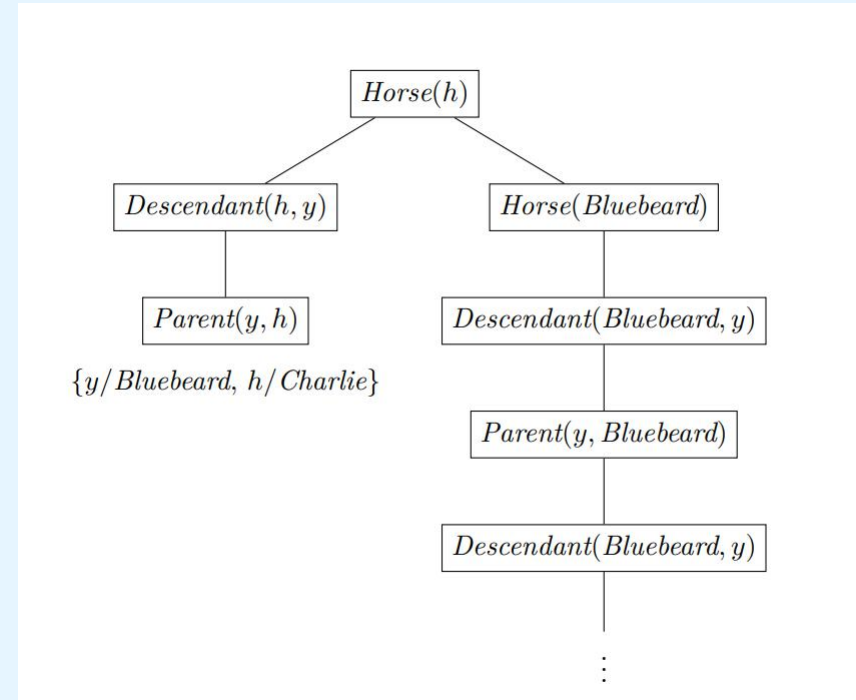 Horse(h)
Descendant(h, y)
Horse(Bluebeard)
Parent(y, h)
Descendant(Bluebeard, y)
{y/Bluebeard, h/Charlie}
Parent(y, Bluebeard)
Descendant(Bluebeard, y)
⋮